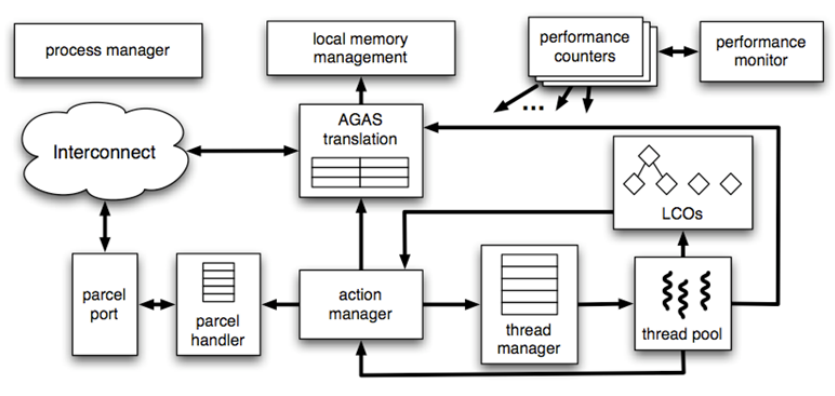 process manager
local memory
management
performance
counters
performance
monitor
...
AGAS
translation
Interconnect
LCOs
parcel
port
parcel
handler
action
manager
thread
manager
thread pool